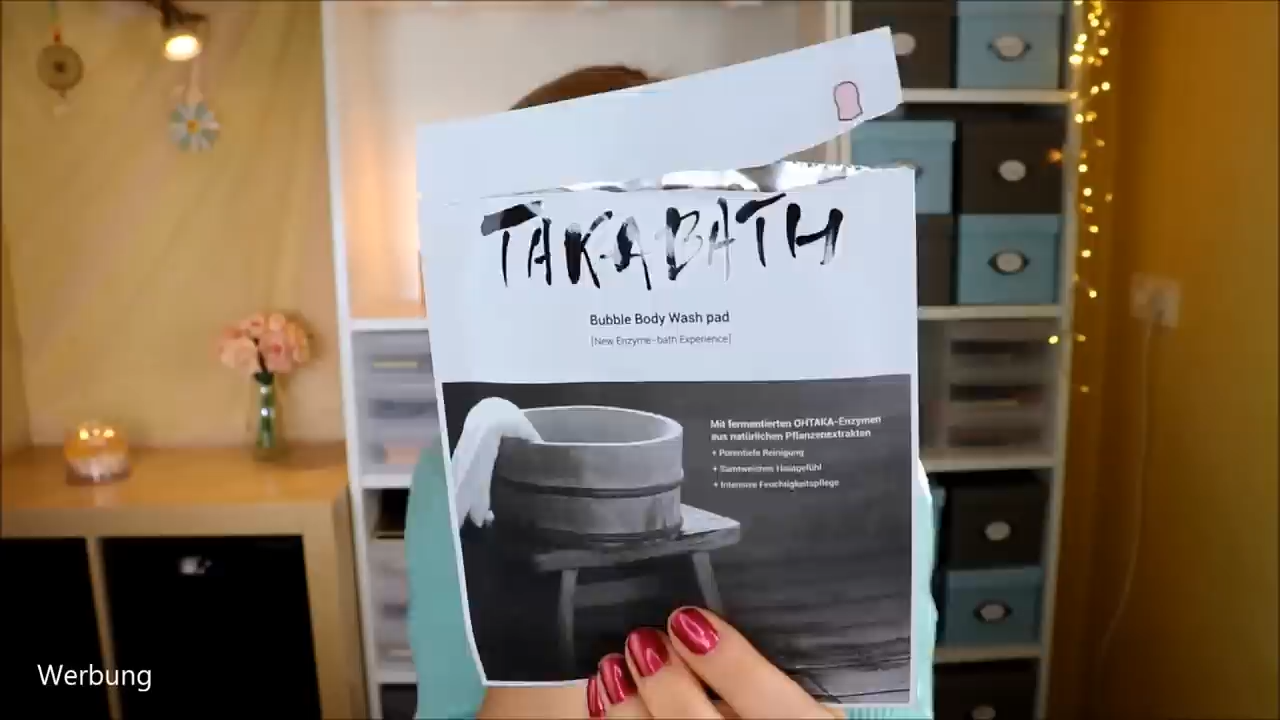 TAKABATH
Bubble Body Wash pad
[New Enzyme-bath Experience]
Mit fermentierten OHTAKA-Enzymen
aus natürlichen Pflanzenextrakten
+ Potentielle Reinigung
+ Samtweiches Hautgefühl
+ Intensive Feuchtigkeitspflege
Werbung